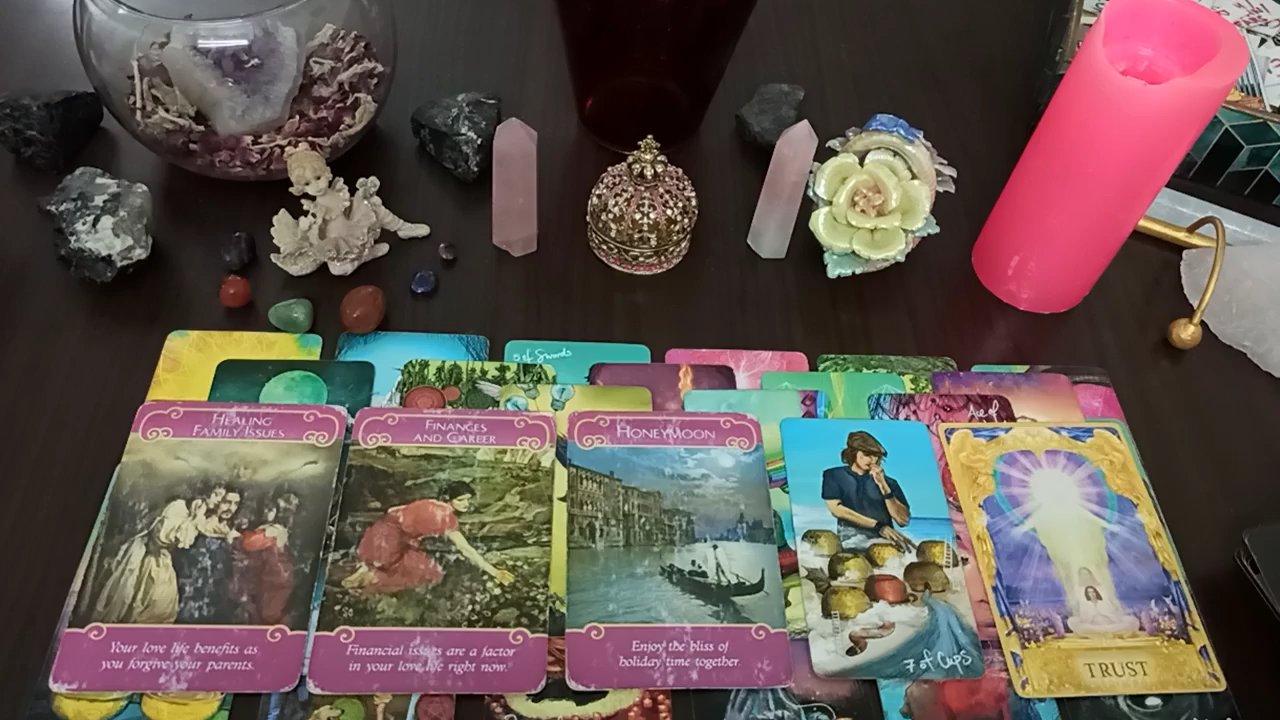 5 of Swords
Ace of
HEALING
FAMILY ISSUES
Your love life benefits as
you forgive your parents.
FINANCES
AND CAREER
Financial issues are a factor
in your love life right now.
HONEYMOON
Enjoy the bliss of
holiday time together.
7 of Cups
TRUST